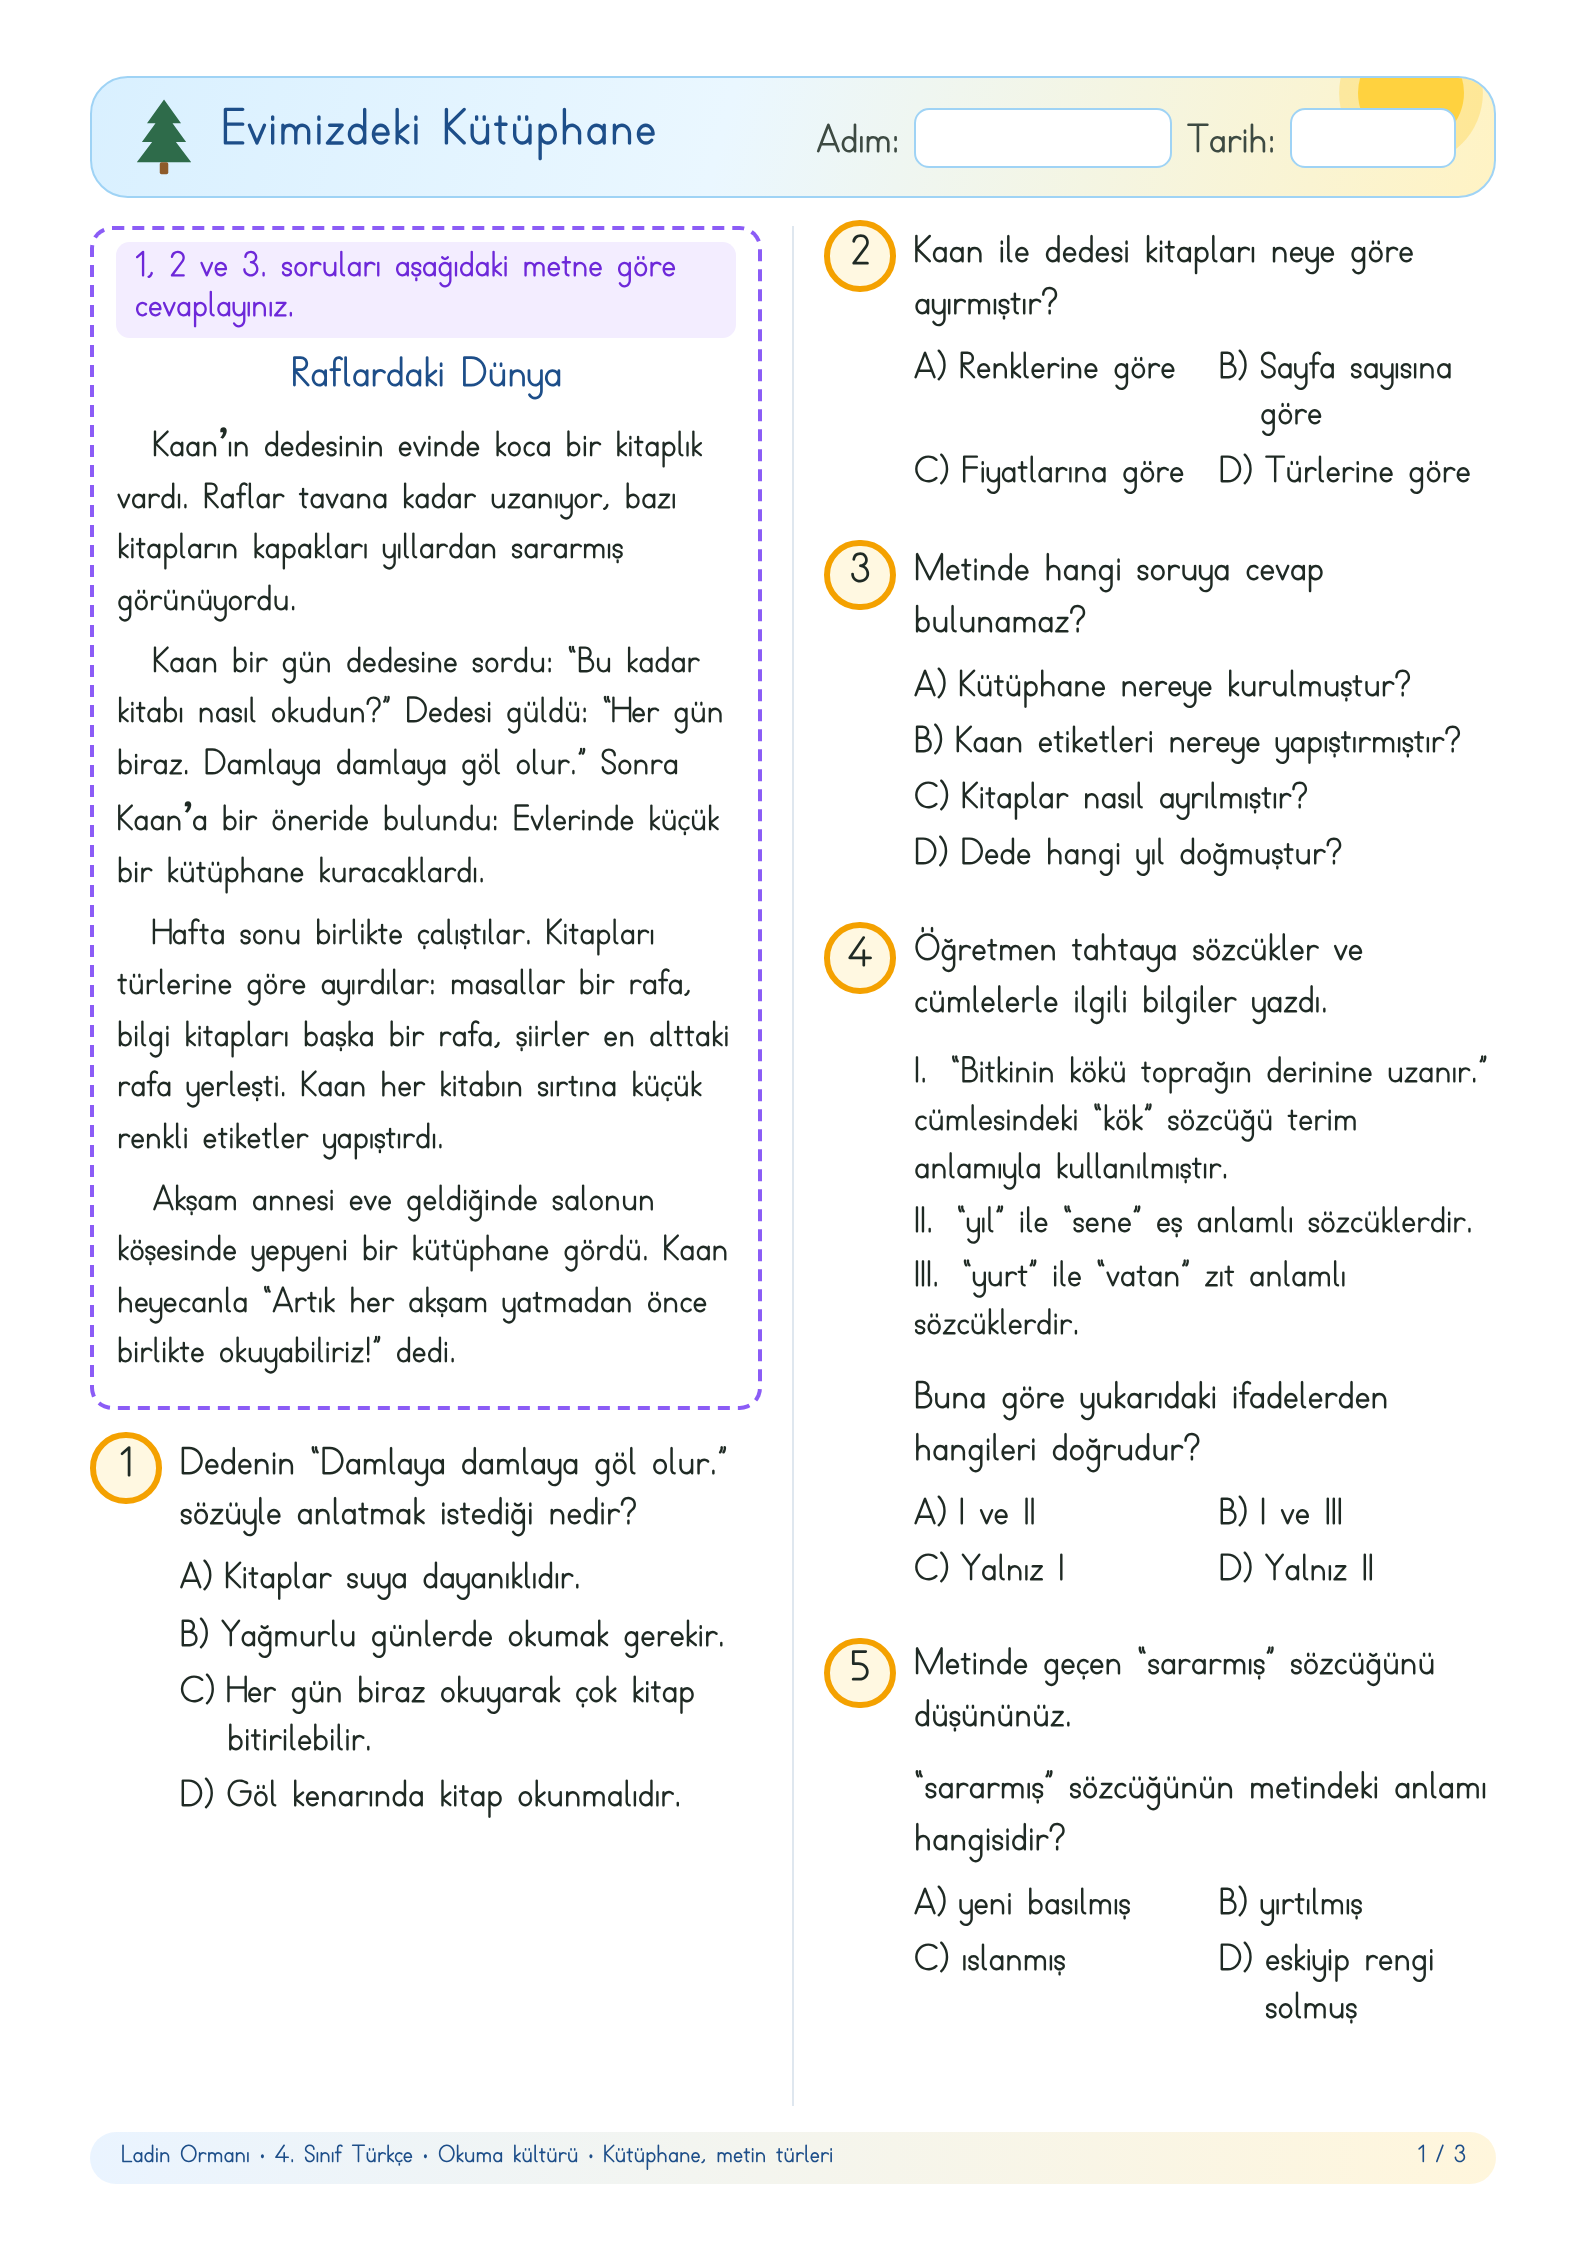 Evimizdeki Kütüphane
Adım:
Tarih:
1, 2 ve 3. soruları aşağıdaki metne göre
cevaplayınız.
Raflardaki Dünya
Kaan’ın dedesinin evinde koca bir kitaplık
vardı. Raflar tavana kadar uzanıyor, bazı
kitapların kapakları yıllardan sararmış
görünüyordu.
Kaan bir gün dedesine sordu: “Bu kadar
kitabı nasıl okudun?” Dedesi güldü: “Her gün
biraz. Damlaya damlaya göl olur.” Sonra
Kaan’a bir öneride bulundu: Evlerinde küçük
bir kütüphane kuracaklardı.
Hafta sonu birlikte çalıştılar. Kitapları
türlerine göre ayırdılar: masallar bir rafa,
bilgi kitapları başka bir rafa, şiirler en alttaki
rafa yerleşti. Kaan her kitabın sırtına küçük
renkli etiketler yapıştırdı.
Akşam annesi eve geldiğinde salonun
köşesinde yepyeni bir kütüphane gördü. Kaan
heyecanla “Artık her akşam yatmadan önce
birlikte okuyabiliriz!” dedi.
1
Dedenin “Damlaya damlaya göl olur.”
sözüyle anlatmak istediği nedir?
A) Kitaplar suya dayanıklıdır.
B) Yağmurlu günlerde okumak gerekir.
C) Her gün biraz okuyarak çok kitap
bitirilebilir.
D) Göl kenarında kitap okunmalıdır.
2
Kaan ile dedesi kitapları neye göre
ayırmıştır?
A) Renklerine göre
B) Sayfa sayısına
göre
C) Fiyatlarına göre
D) Türlerine göre
3
Metinde hangi soruya cevap
bulunamaz?
A) Kütüphane nereye kurulmuştur?
B) Kaan etiketleri nereye yapıştırmıştır?
C) Kitaplar nasıl ayrılmıştır?
D) Dede hangi yıl doğmuştur?
4
Öğretmen tahtaya sözcükler ve
cümlelerle ilgili bilgiler yazdı.
I. “Bitkinin kökü toprağın derinine uzanır.”
cümlesindeki “kök” sözcüğü terim
anlamıyla kullanılmıştır.
II. “yıl” ile “sene” eş anlamlı sözcüklerdir.
III. “yurt” ile “vatan” zıt anlamlı
sözcüklerdir.
Buna göre yukarıdaki ifadelerden
hangileri doğrudur?
A) I ve II
B) I ve III
C) Yalnız I
D) Yalnız II
5
Metinde geçen “sararmış” sözcüğünü
düşününüz.
“sararmış” sözcüğünün metindeki anlamı
hangisidir?
A) yeni basılmış
B) yırtılmış
C) ıslanmış
D) eskiyip rengi
solmuş
Ladin Ormanı • 4. Sınıf Türkçe • Okuma kültürü • Kütüphane, metin türleri
1 / 3